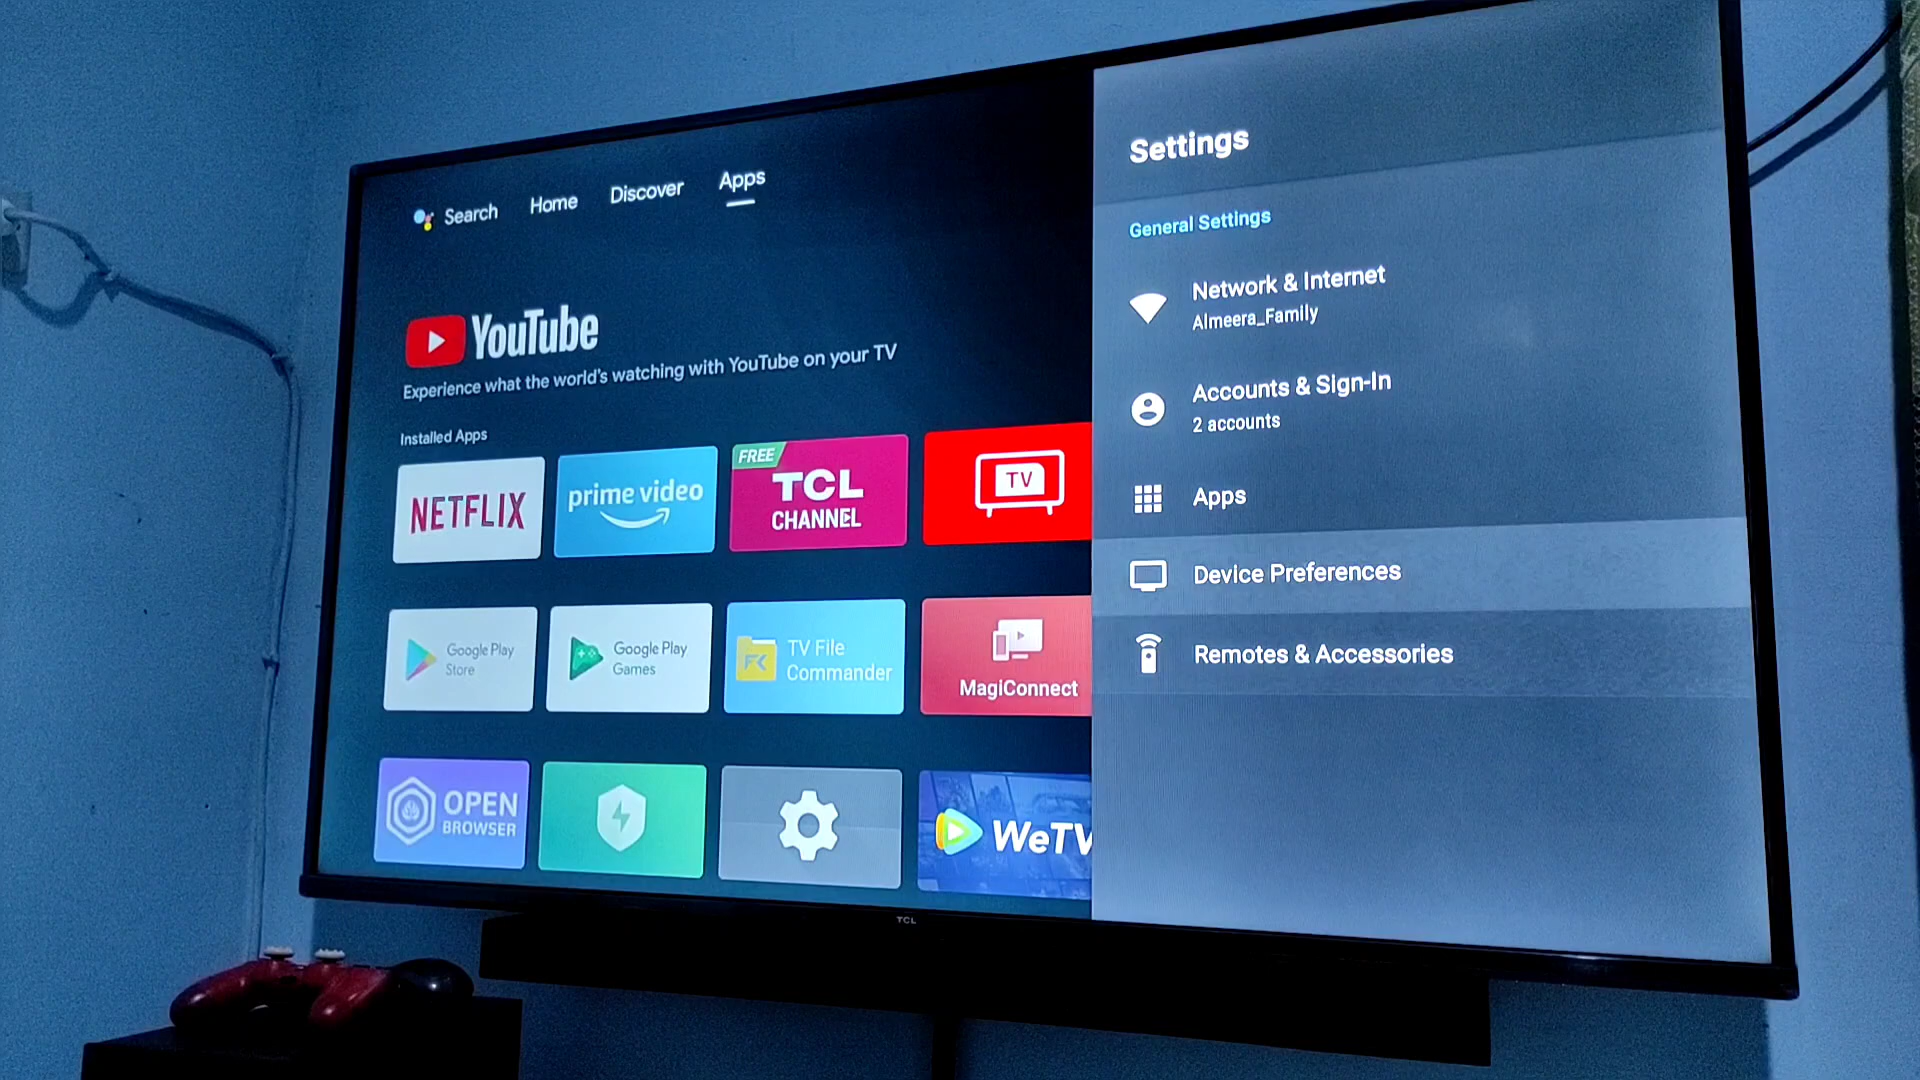 Search Home Discover Apps
YouTube
Experience what the world's watching with YouTube on your TV
Installed Apps
NETFLIX
prime video
FREE
TCL
CHANNEL
TV
Google Play
Store
Google Play
Games
TV File
Commander
MagiConnect
OPEN
BROWSER
WeTV
Settings
General Settings
Network & Internet
Almeera_Family
Accounts & Sign-In
2 accounts
Apps
Device Preferences
Remotes & Accessories
TCL